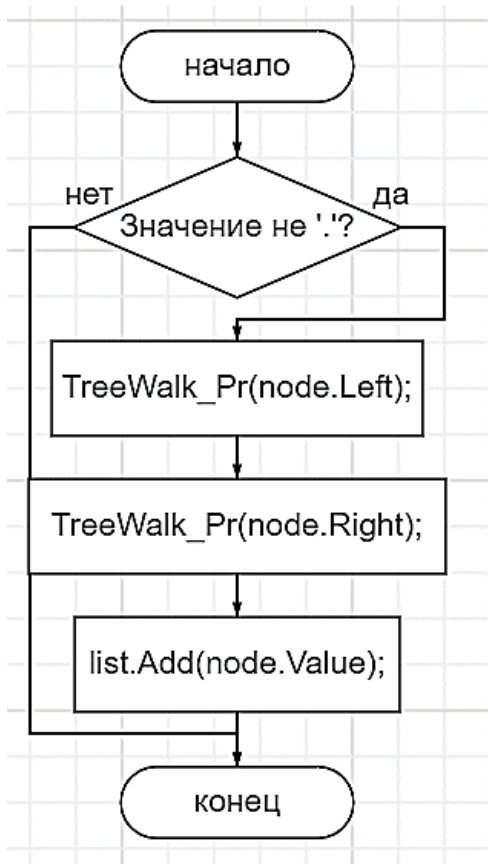 начало
нет
да
Значение не '.'?
TreeWalk_Pr(node.Left);
TreeWalk_Pr(node.Right);
list.Add(node.Value);
конец